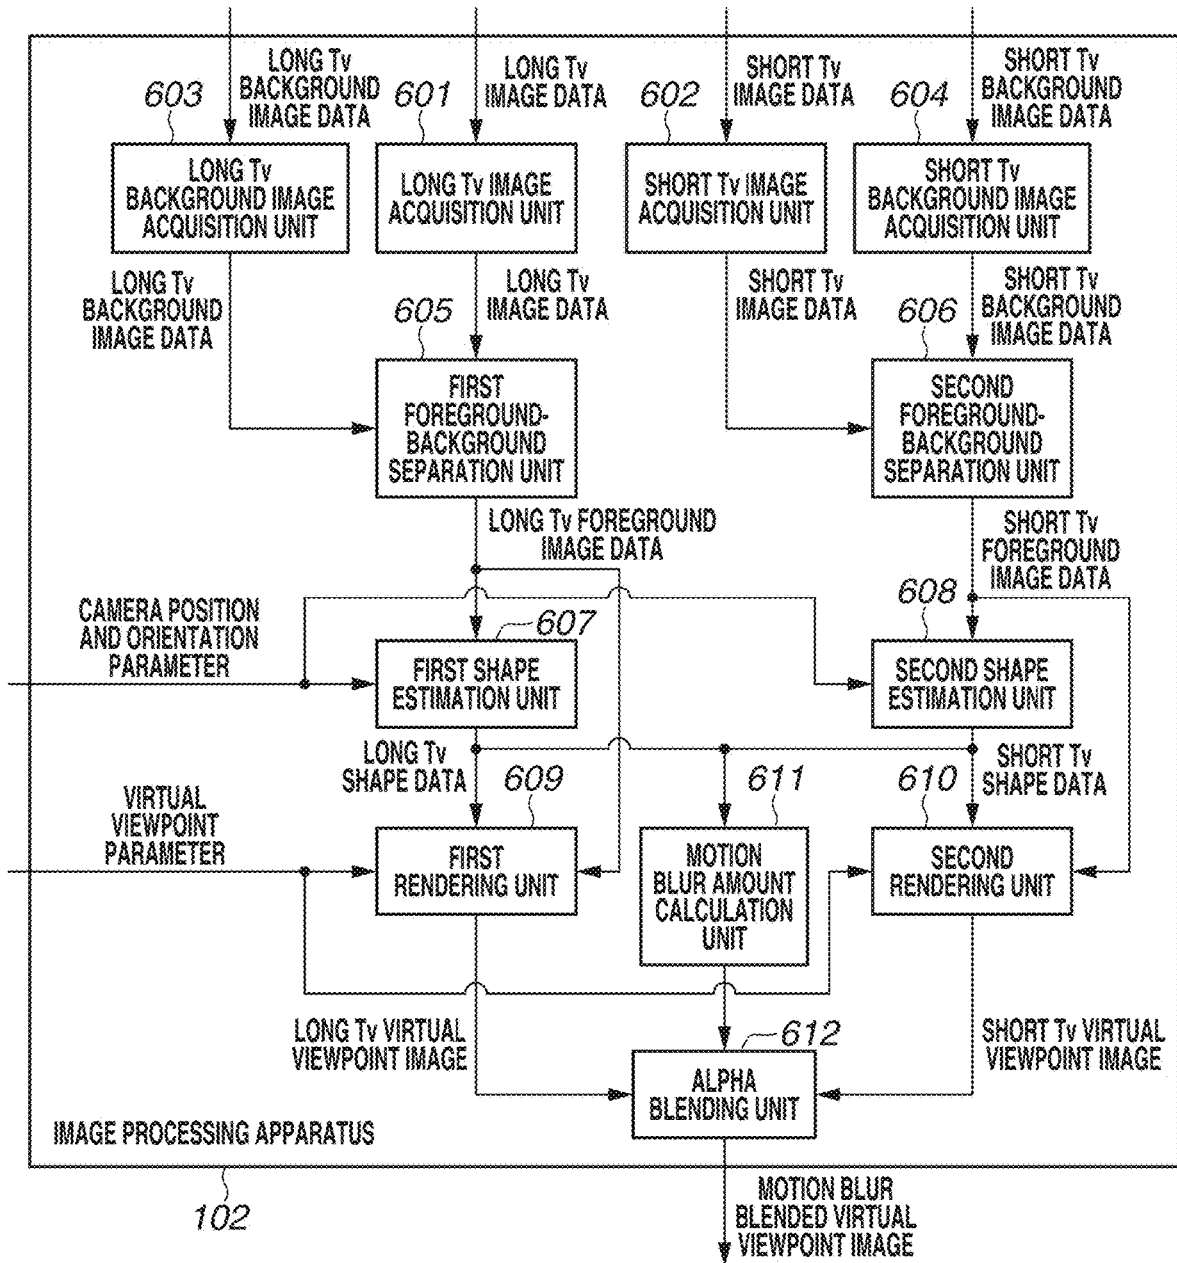 LONG Tv
BACKGROUND
IMAGE DATA
LONG Tv
IMAGE DATA
SHORT Tv
IMAGE DATA
SHORT Tv
BACKGROUND
IMAGE DATA
603
601
602
604
LONG Tv
BACKGROUND IMAGE
ACQUISITION UNIT
LONG Tv IMAGE
ACQUISITION UNIT
SHORT Tv IMAGE
ACQUISITION UNIT
SHORT Tv
BACKGROUND IMAGE
ACQUISITION UNIT
LONG Tv
BACKGROUND
IMAGE DATA
LONG Tv
IMAGE DATA
SHORT Tv
IMAGE DATA
SHORT Tv
BACKGROUND
IMAGE DATA
605
606
FIRST
FOREGROUND-
BACKGROUND
SEPARATION UNIT
SECOND
FOREGROUND-
BACKGROUND
SEPARATION UNIT
LONG Tv FOREGROUND
IMAGE DATA
SHORT Tv
FOREGROUND
IMAGE DATA
CAMERA POSITION
AND ORIENTATION
PARAMETER
607
608
FIRST SHAPE
ESTIMATION UNIT
SECOND SHAPE
ESTIMATION UNIT
LONG Tv
SHAPE DATA
SHORT Tv
SHAPE DATA
609
611
610
VIRTUAL
VIEWPOINT
PARAMETER
FIRST
RENDERING UNIT
MOTION
BLUR AMOUNT
CALCULATION
UNIT
SECOND
RENDERING UNIT
LONG Tv VIRTUAL
VIEWPOINT IMAGE
SHORT Tv VIRTUAL
VIEWPOINT IMAGE
612
ALPHA
BLENDING UNIT
IMAGE PROCESSING APPARATUS
102
MOTION BLUR
BLENDED VIRTUAL
VIEWPOINT IMAGE